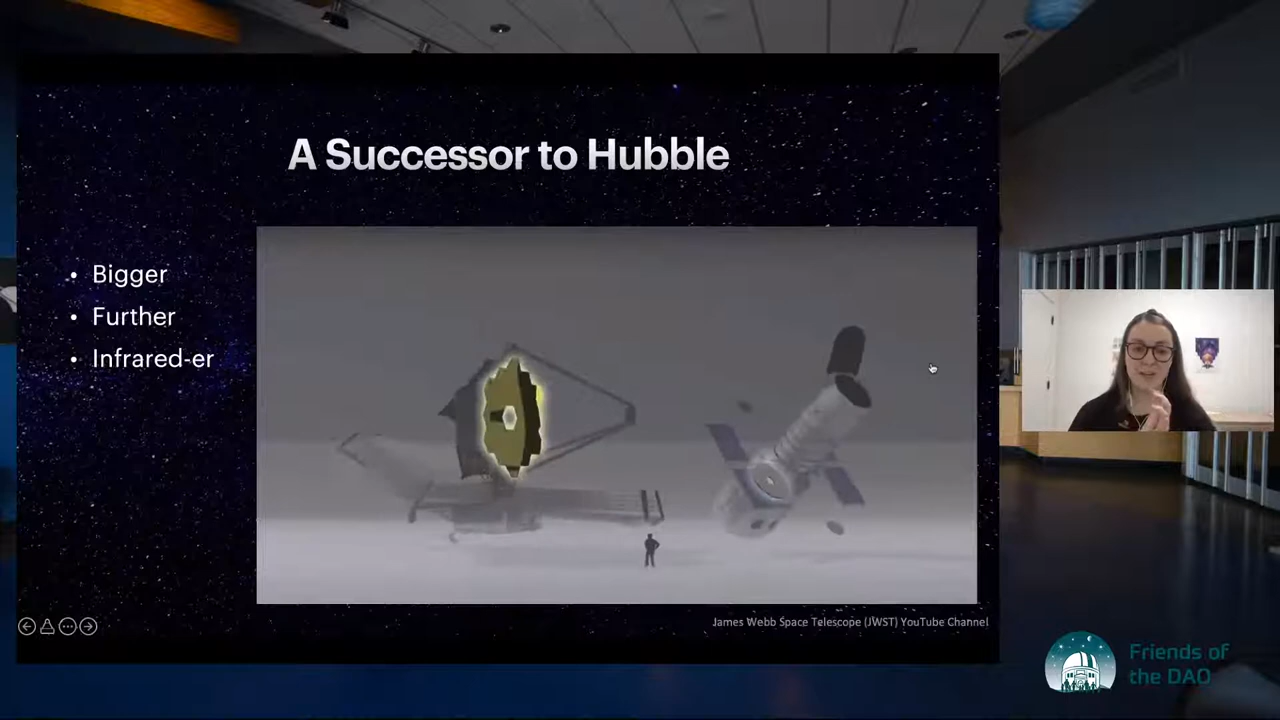 A Successor to Hubble
• Bigger
• Further
• Infrared-er
James Webb Space Telescope (JWST) YouTube Channel
Friends of
the DAO